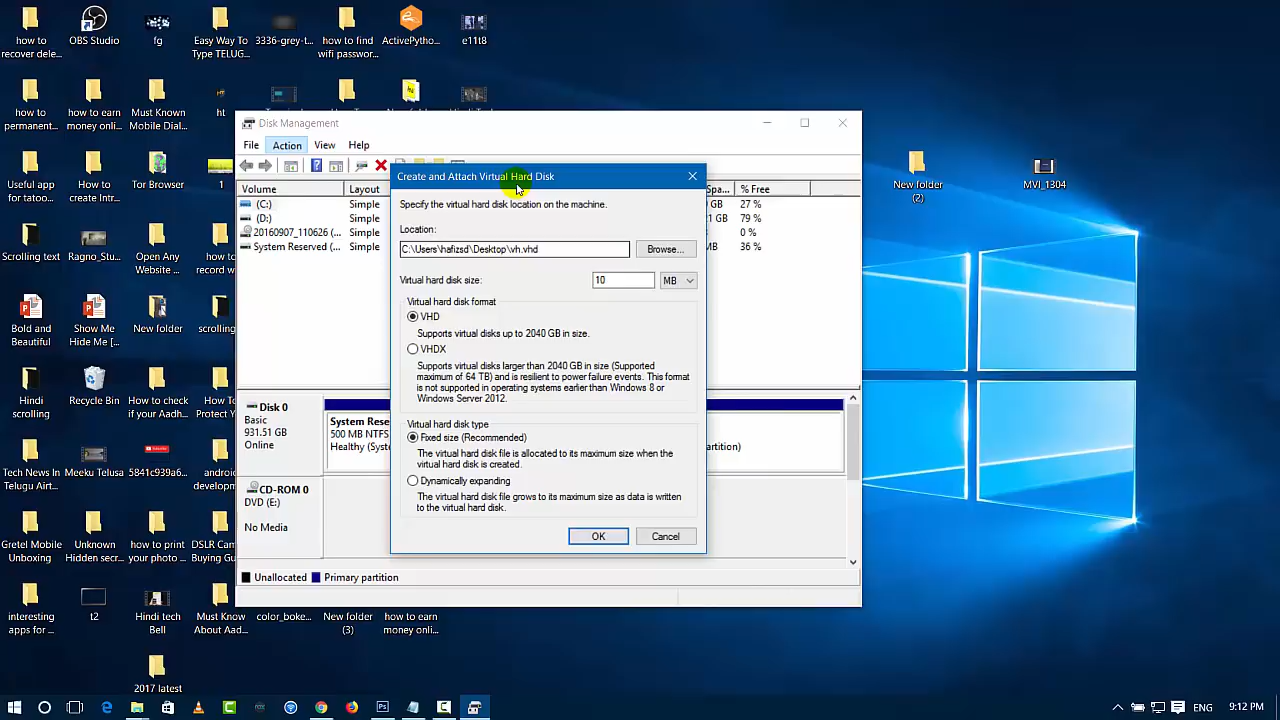 how to
recover dele...
OBS Studio
fg
Easy Way To
Type TELUG...
3336-grey-t...
how to find
wifi passwor...
ActivePytho...
e11t8
how to
permanent...
how to earn
money onli...
Must Known
Mobile Dial...
ht
Useful app
for tatoo...
How to
create Intr...
Tor Browser
1
New folder
(2)
MVI_1304
Scrolling text
Ragno_Stu...
Open Any
Website ...
how to
record w
Bold and
Beautiful
Show Me
Hide Me [...
New folder
scrolling
Hindi
scrolling
Recycle Bin
How to check
if your Aadh...
How To
Protect Y
Tech News In
Telugu Airt...
Meeku Telusa
5841c939a6...
android
developm
Gretel Mobile
Unboxing
Unknown
Hidden secr...
how to print
your photo ...
DSLR Cam
Buying Gu
interesting
apps for ...
t2
Hindi tech
Bell
Must Know
About Aad...
color_boke...
New folder
(3)
how to earn
money onli...
2017 latest
Disk Management
File Action View Help
Volume Layout Spa... % Free
(C:) Simple GB 27 %
(D:) Simple GB 79 %
20160907_110626 (... Simple 0 %
System Reserved (... Simple MB 36 %
Disk 0
Basic
931.51 GB
Online
System Rese
500 MB NTFS
Healthy (Syst
artition)
CD-ROM 0
DVD (E:)
No Media
Unallocated Primary partition
Create and Attach Virtual Hard Disk
Specify the virtual hard disk location on the machine.
Location:
C:\Users\hafizsd\Desktop\vh.vhd Browse...
Virtual hard disk size: 10 MB
Virtual hard disk format
VHD
Supports virtual disks up to 2040 GB in size.
VHDX
Supports virtual disks larger than 2040 GB in size (Supported
maximum of 64 TB) and is resilient to power failure events. This format
is not supported in operating systems earlier than Windows 8 or
Windows Server 2012.
Virtual hard disk type
Fixed size (Recommended)
The virtual hard disk file is allocated to its maximum size when the
virtual hard disk is created.
Dynamically expanding
The virtual hard disk file grows to its maximum size as data is written
to the virtual hard disk.
OK Cancel
ENG 9:12 PM